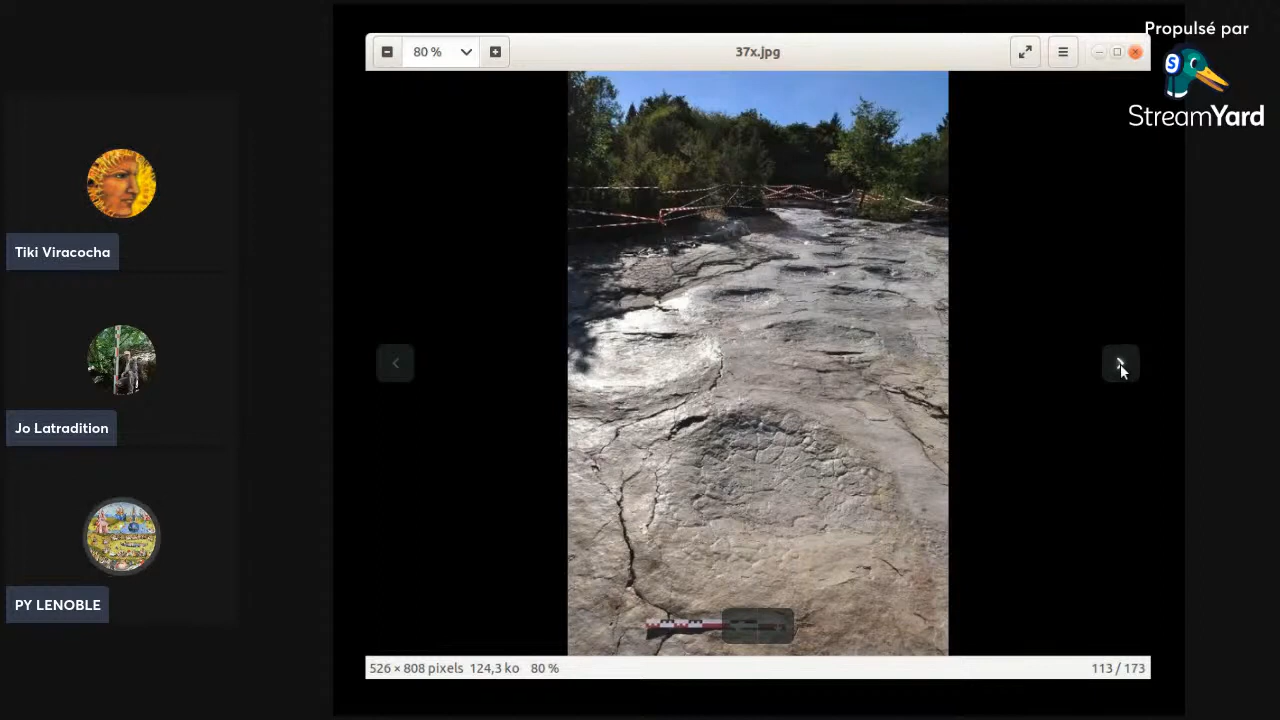 Propulsé par
StreamYard
80 %
37x.jpg
Tiki Viracocha
Jo Latradition
PY LENOBLE
526 × 808 pixels 124,3 ko 80 %
113 / 173